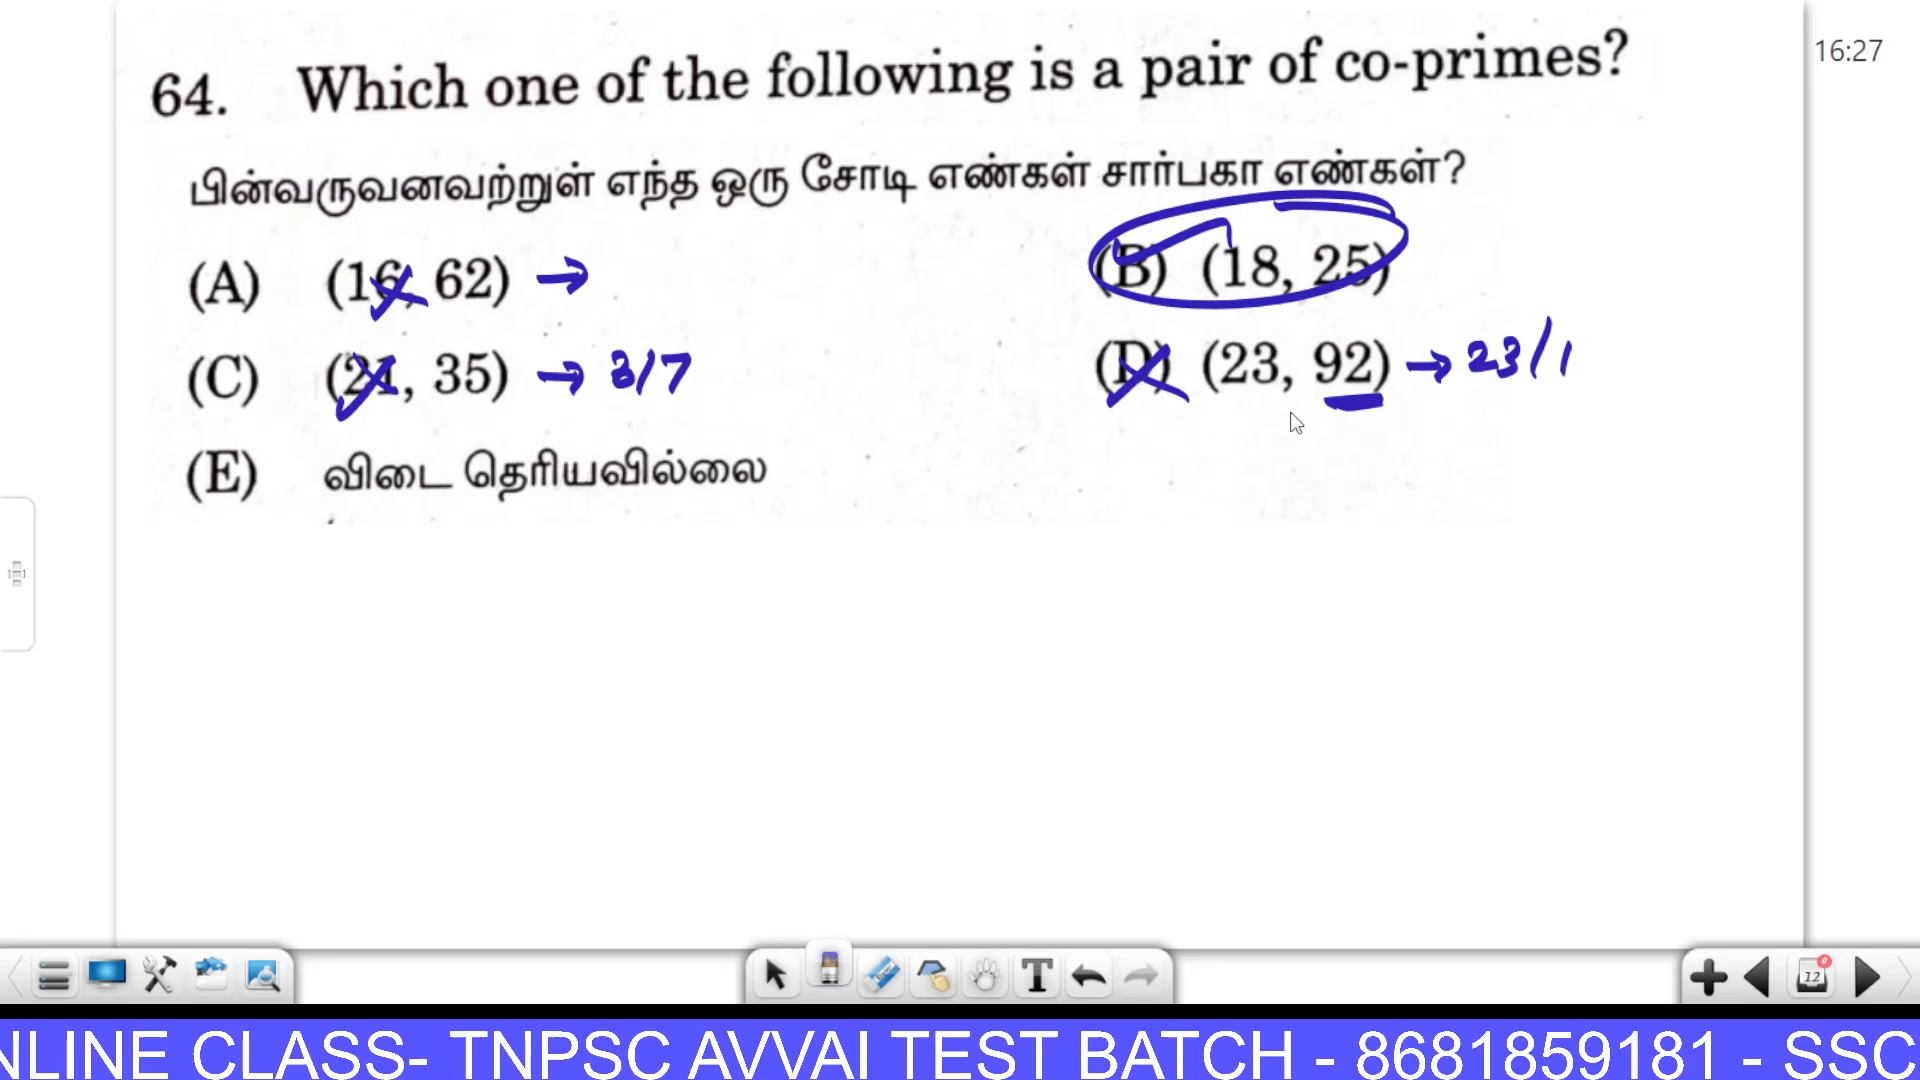 16:27
64. Which one of the following is a pair of co-primes?
பின்வருவனவற்றுள் எந்த ஒரு சோடி எண்கள் சார்பகா எண்கள்?
(A) (16, 62) → (B) (18, 25)
(C) (21, 35) → 3/7 (D) (23, 92) → 23/1
(E) விடை தெரியவில்லை
T 12 0
NLINE CLASS- TNPSC AVVAI TEST BATCH - 8681859181 - SSC